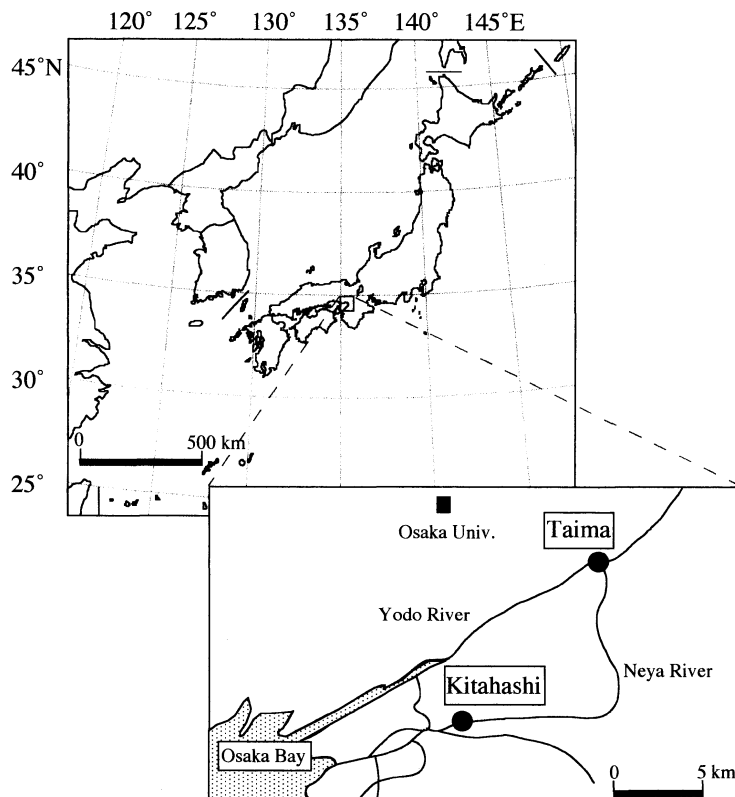 120° 125° 130° 135° 140° 145°E
45°N
40°
35°
30°
25°
0 500 km
Osaka Univ.
Taima
Yodo River
Neya River
Kitahashi
Osaka Bay
0 5 km